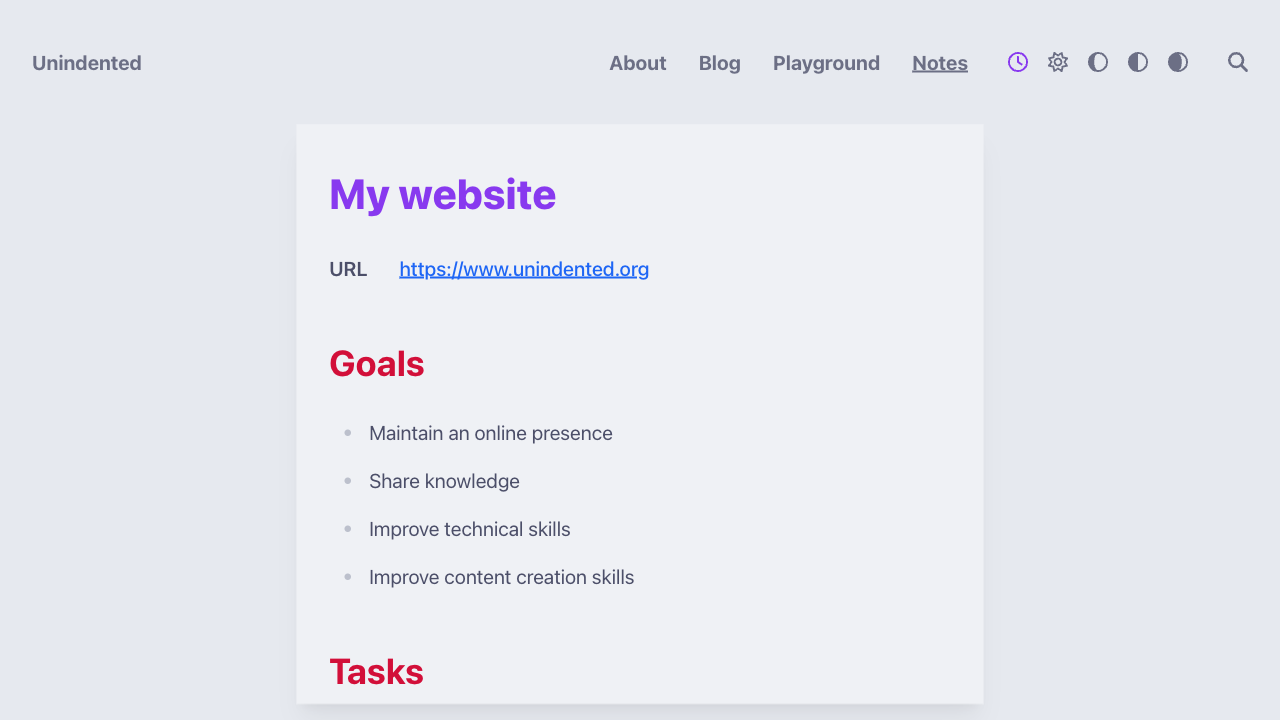 Unindented About Blog Playground Notes
My website
URL https://www.unindented.org
Goals
Maintain an online presence
Share knowledge
Improve technical skills
Improve content creation skills
Tasks